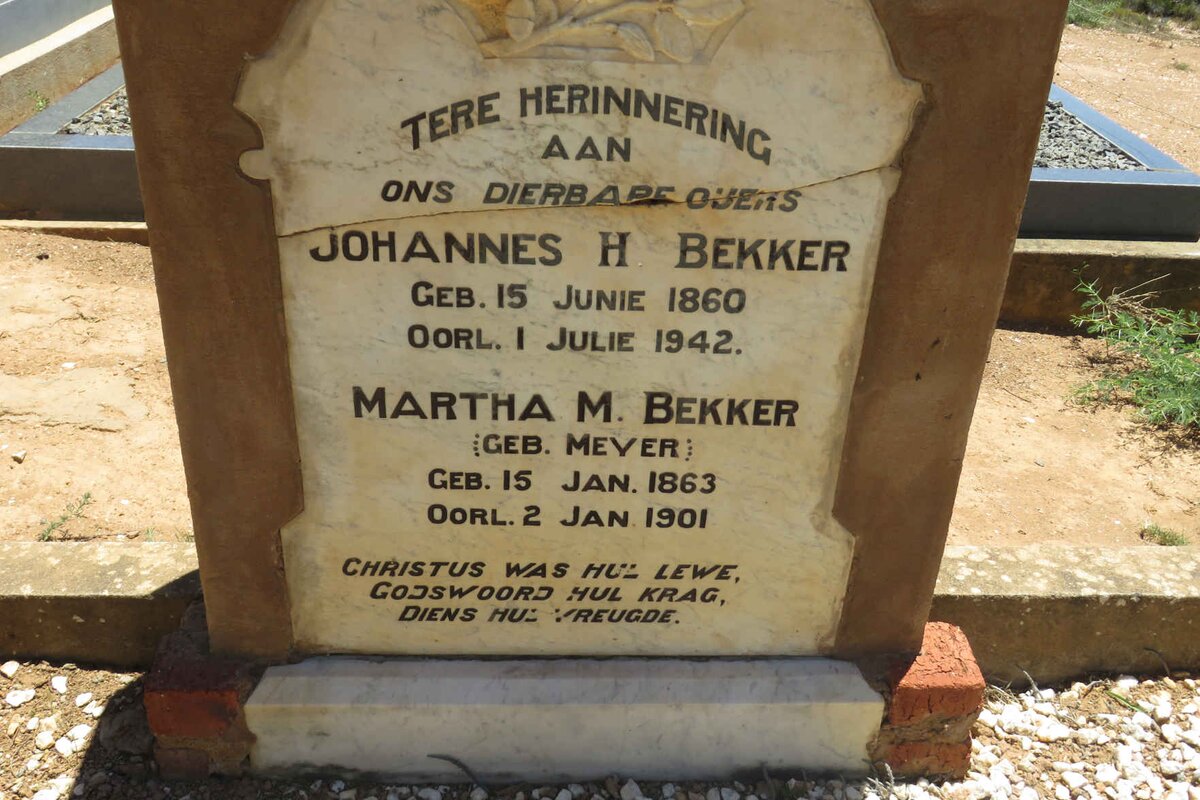 TERE HERINNERING
AAN
ONS DIERBARE OUERS
JOHANNES H BEKKER
GEB. 15 JUNIE 1860
OORL. 1 JULIE 1942.
MARTHA M. BEKKER
(GEB. MEYER)
GEB. 15 JAN. 1863
OORL. 2 JAN 1901
CHRISTUS WAS HUL LEWE,
GODSWOORD HUL KRAG,
DIENS HUL VREUGDE.